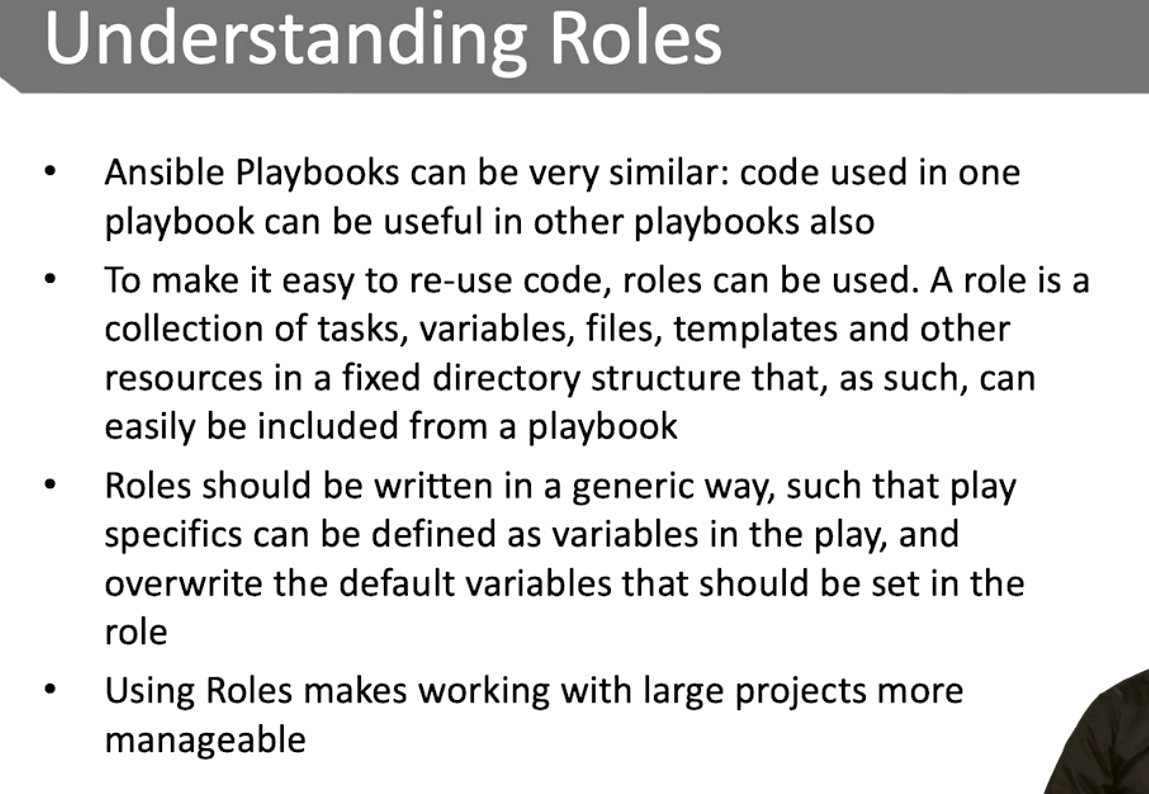 Understanding Roles
• Ansible Playbooks can be very similar: code used in one
playbook can be useful in other playbooks also
• To make it easy to re-use code, roles can be used. A role is a
collection of tasks, variables, files, templates and other
resources in a fixed directory structure that, as such, can
easily be included from a playbook
• Roles should be written in a generic way, such that play
specifics can be defined as variables in the play, and
overwrite the default variables that should be set in the
role
• Using Roles makes working with large projects more
manageable